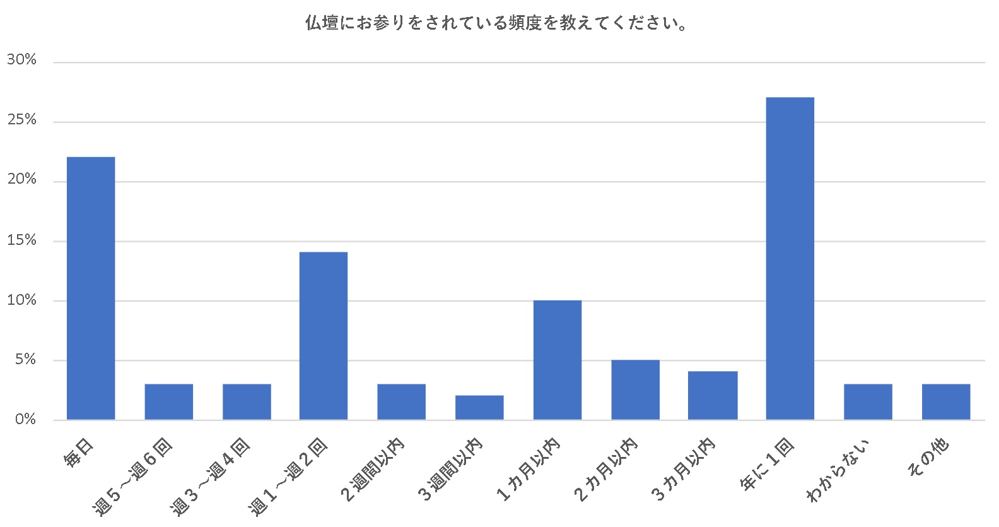 仏壇にお参りをされている頻度を教えてください。
30%
25%
20%
15%
10%
5%
0%
毎日
週５～週６回
週３～週４回
週１～週２回
２週間以内
３週間以内
１カ月以内
２カ月以内
３カ月以内
年に１回
わからない
その他